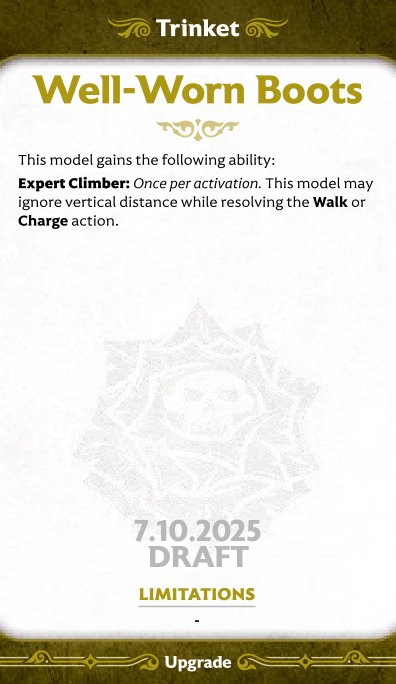 Trinket
Well-Worn Boots
This model gains the following ability:
Expert Climber: Once per activation. This model may
ignore vertical distance while resolving the Walk or
Charge action.
7.10.2025
DRAFT
LIMITATIONS
-
Upgrade